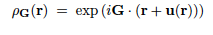 ρ_G(r) = exp (iG · (r + u(r)))